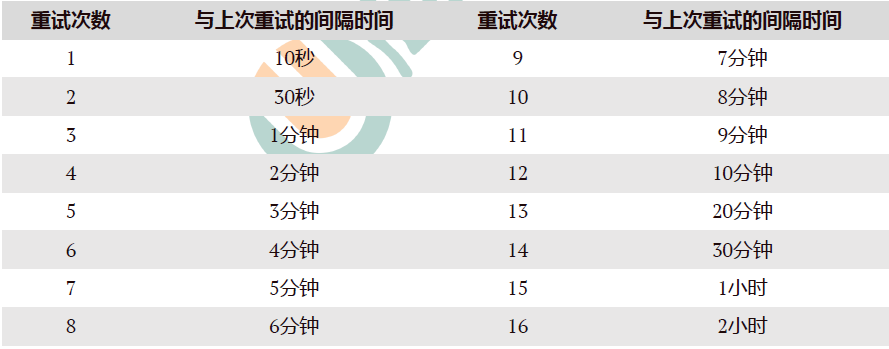 重试次数 与上次重试的间隔时间 重试次数 与上次重试的间隔时间
1 10秒 9 7分钟
2 30秒 10 8分钟
3 1分钟 11 9分钟
4 2分钟 12 10分钟
5 3分钟 13 20分钟
6 4分钟 14 30分钟
7 5分钟 15 1小时
8 6分钟 16 2小时